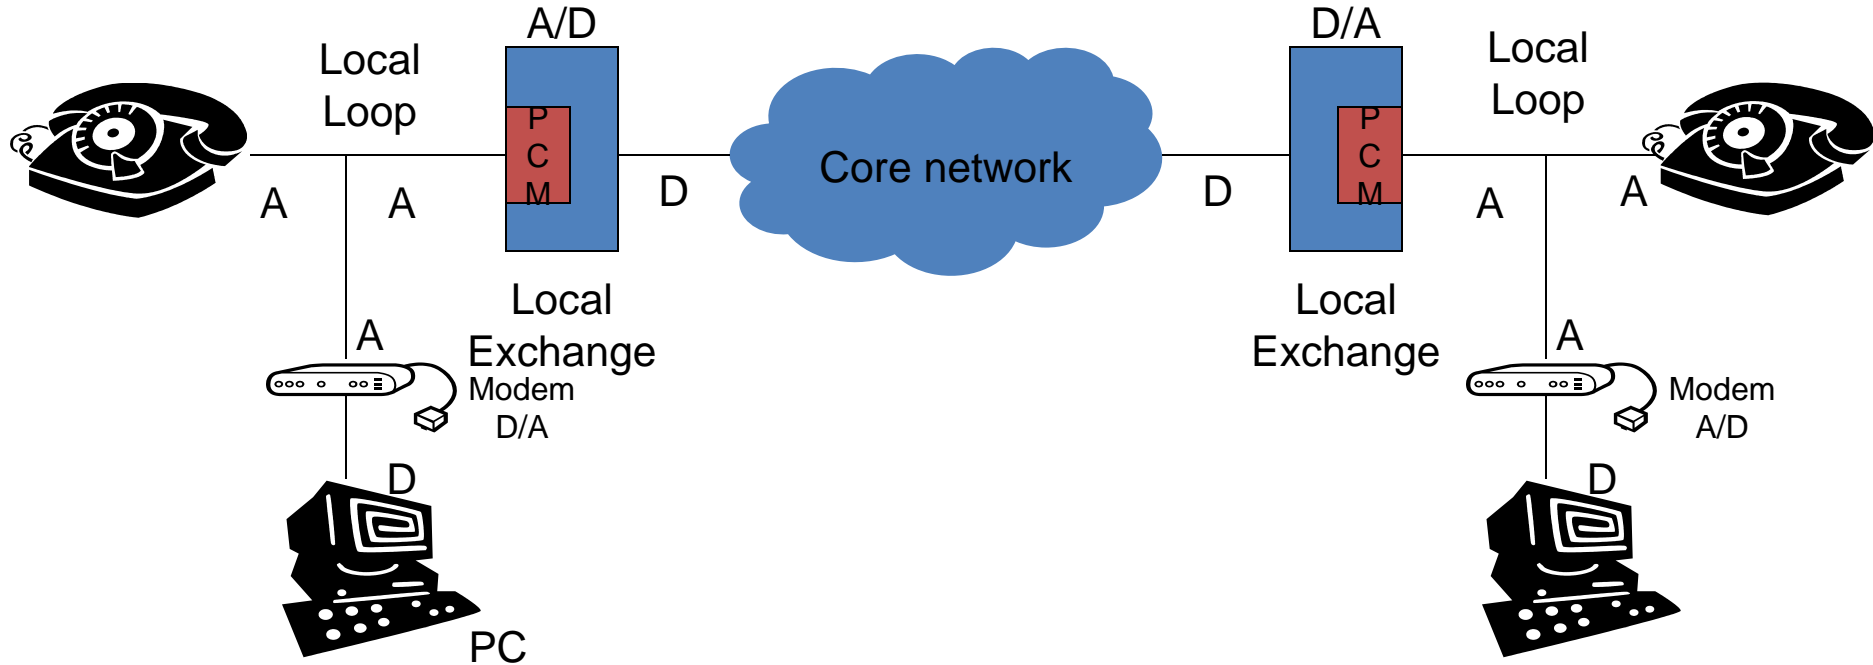 A/D
D/A
Local
Loop
Local
Loop
P
C
M
P
C
M
Core network
A
A
D
D
A
A
Local
Exchange
Local
Exchange
A
Modem
D/A
A
Modem
A/D
D
D
PC